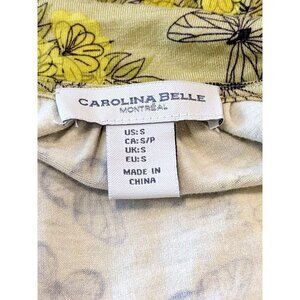 CAROLINA BELLE
MONTRÉAL
US:S
CA:S/P
UK:S
EU:S
MADE IN
CHINA